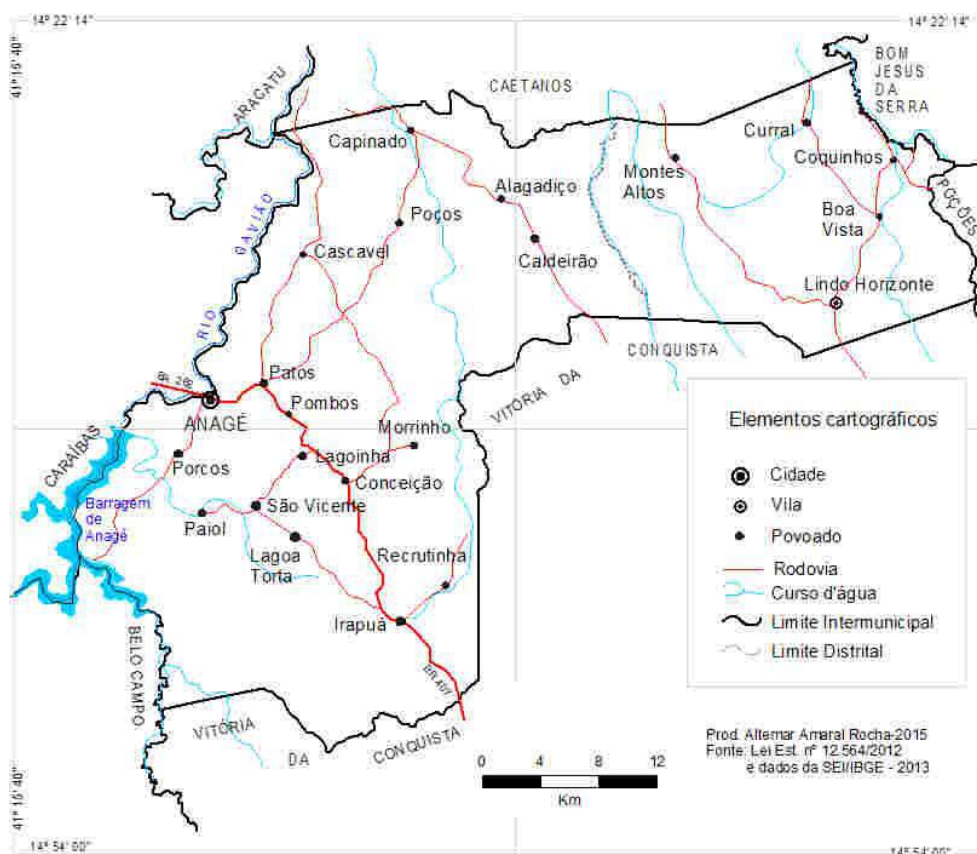 14° 22' 14"
14° 22' 14"
41° 16' 40"
BOM
JESUS
DA
SERRA
ARACATU
CAETANOS
Curral
Capinado
Coquinhos
Montes
Altos
Alagadiço
POÇÕES
Poços
Boa
Vista
GAVIÃO
Cascavel
Caldeirão
Lindo Horizonte
RIO
CONQUISTA
Patos
VITÓRIA DA
Pombos
ANAGÉ
Morrinho
CARAÍBAS
Lagoinha
Porcos
Conceição
Barragem
de
Anagé
São Vicente
Paiol
Lagoa
Torta
Recrutinha
Irapuá
BELO CAMPO
VITÓRIA
DA
CONQUISTA
Elementos cartográficos
Cidade
Vila
Povoado
Rodovia
Curso d'água
Limite Intermunicipal
Limite Distrital
Prod. Altemar Amaral Rocha-2015
Fonte: Lei Est. nº 12.564/2012
e dados da SEI/IBGE - 2013
0 4 8 12
Km
41° 16' 40"
14° 54' 00"
14° 54' 00"